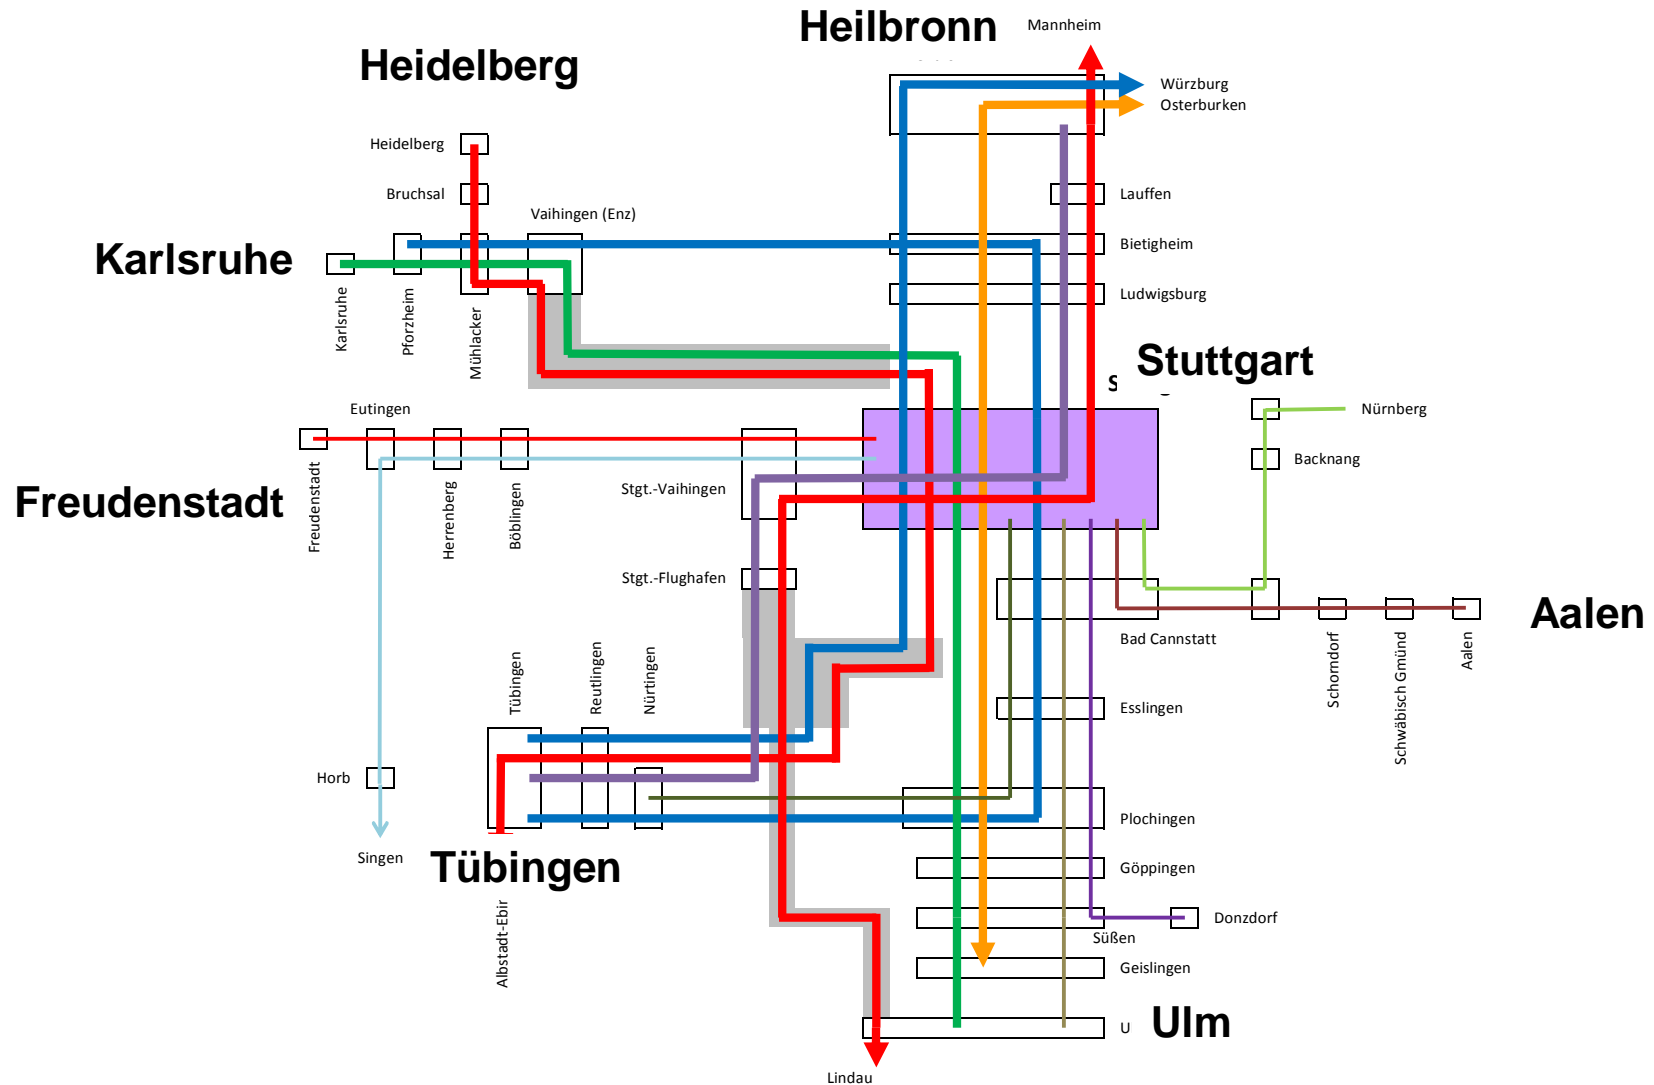 Heilbronn
Mannheim
Heidelberg
Würzburg
Osterburken
Heidelberg
Bruchsal
Lauffen
Vaihingen (Enz)
Karlsruhe
Bietigheim
Ludwigsburg
Karlsruhe
Pforzheim
Mühlacker
Stuttgart
Eutingen
Nürnberg
Backnang
Freudenstadt
Freudenstadt
Herrenberg
Böblingen
Stgt.-Vaihingen
Stgt.-Flughafen
Aalen
Bad Cannstatt
Schorndorf
Schwäbisch Gmünd
Aalen
Tübingen
Reutlingen
Nürtingen
Esslingen
Horb
Plochingen
Singen
Tübingen
Göppingen
Albstadt-Ebir
Donzdorf
Süßen
Geislingen
U
Ulm
Lindau